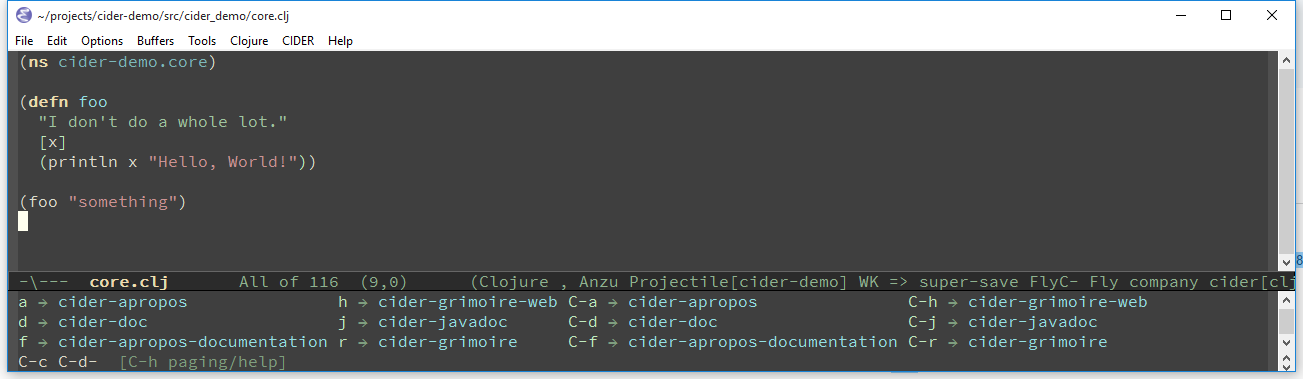 ~/projects/cider-demo/src/cider_demo/core.clj
File Edit Options Buffers Tools Clojure CIDER Help
(ns cider-demo.core)
(defn foo
"I don't do a whole lot."
[x]
(println x "Hello, World!"))
(foo "something")
-\--- core.clj All of 116 (9,0) (Clojure , Anzu Projectile[cider-demo] WK => super-save FlyC- Fly company cider[clj
a → cider-apropos h → cider-grimoire-web C-a → cider-apropos C-h → cider-grimoire-web
d → cider-doc j → cider-javadoc C-d → cider-doc C-j → cider-javadoc
f → cider-apropos-documentation r → cider-grimoire C-f → cider-apropos-documentation C-r → cider-grimoire
C-c C-d- [C-h paging/help]
8